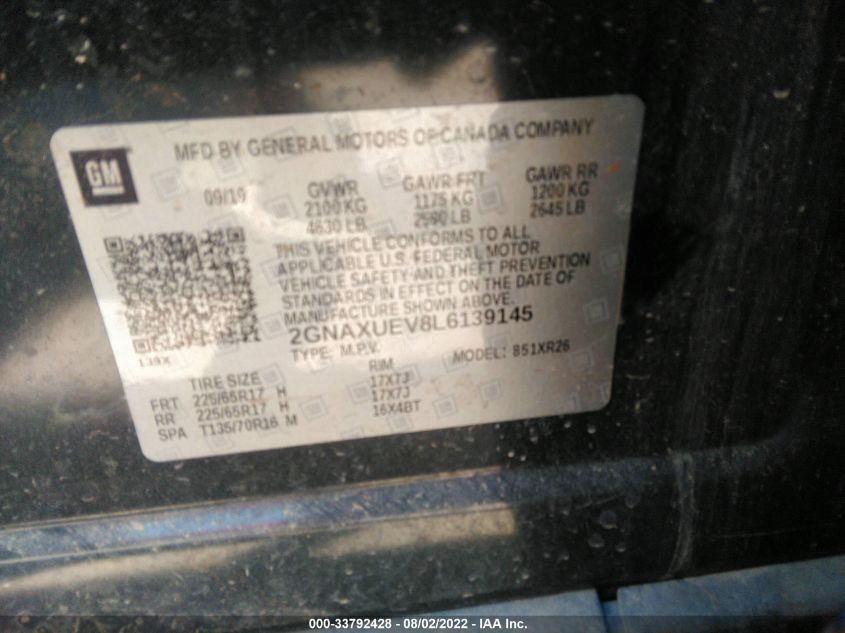 MFD BY GENERAL MOTORS OF CANADA COMPANY
GM
09/19
GVWR
2100 KG
4630 LB
GAWR FRT
1175 KG
2590 LB
GAWR RR
1200 KG
2645 LB
THIS VEHICLE CONFORMS TO ALL
APPLICABLE U.S. FEDERAL MOTOR
VEHICLE SAFETY AND THEFT PREVENTION
STANDARDS IN EFFECT ON THE DATE OF
MANUFACTURE SHOWN ABOVE.
2GNAXUEV8L6139145
TYPE: M.P.V. MODEL: 851XR26
TIRE SIZE RIM
FRT 225/65R17 H 17X7J
RR 225/65R17 H 17X7J
SPA T135/70R16 M 16X4BT
000-33792428 - 08/02/2022 - IAA Inc.